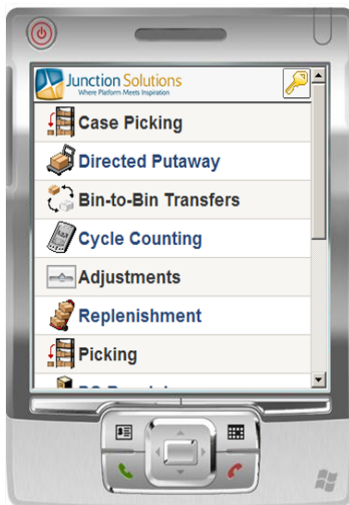 Junction Solutions
Where Platform Meets Inspiration
Case Picking
Directed Putaway
Bin-to-Bin Transfers
Cycle Counting
Adjustments
Replenishment
Picking